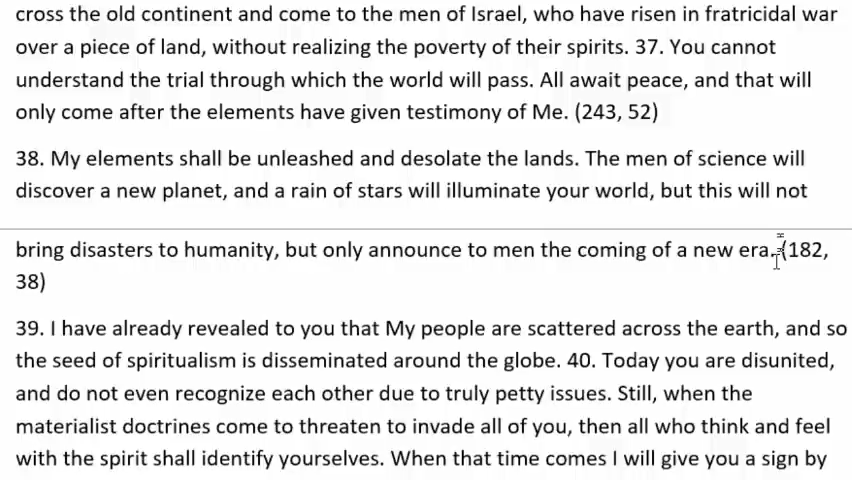 cross the old continent and come to the men of Israel, who have risen in fratricidal war
over a piece of land, without realizing the poverty of their spirits. 37. You cannot
understand the trial through which the world will pass. All await peace, and that will
only come after the elements have given testimony of Me. (243, 52)
38. My elements shall be unleashed and desolate the lands. The men of science will
discover a new planet, and a rain of stars will illuminate your world, but this will not
bring disasters to humanity, but only announce to men the coming of a new era. (182,
38)
39. I have already revealed to you that My people are scattered across the earth, and so
the seed of spiritualism is disseminated around the globe. 40. Today you are disunited,
and do not even recognize each other due to truly petty issues. Still, when the
materialist doctrines come to threaten to invade all of you, then all who think and feel
with the spirit shall identify yourselves. When that time comes I will give you a sign by